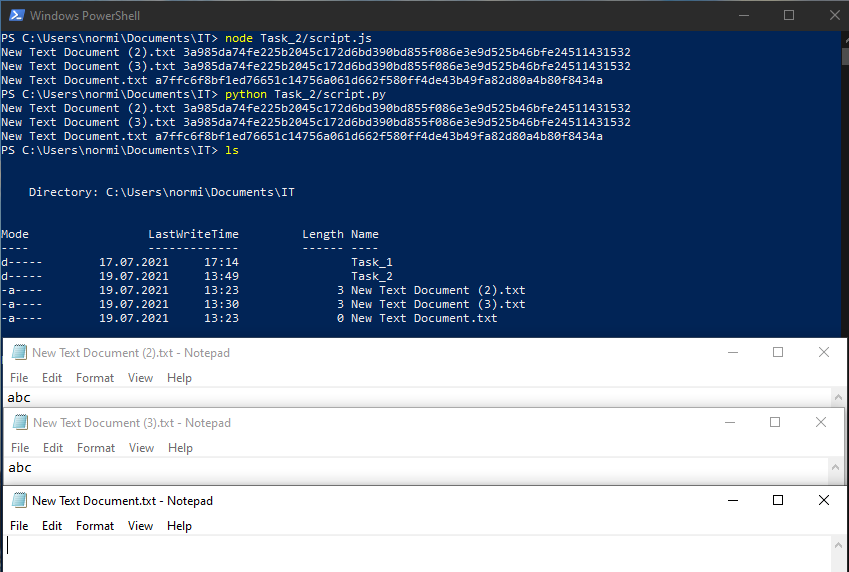 Windows PowerShell
PS C:\Users\normi\Documents\IT> node Task_2/script.js
New Text Document (2).txt 3a985da74fe225b2045c172d6bd390bd855f086e3e9d525b46bfe24511431532
New Text Document (3).txt 3a985da74fe225b2045c172d6bd390bd855f086e3e9d525b46bfe24511431532
New Text Document.txt a7ffc6f8bf1ed76651c14756a061d662f580ff4de43b49fa82d80a4b80f8434a
PS C:\Users\normi\Documents\IT> python Task_2/script.py
New Text Document (2).txt 3a985da74fe225b2045c172d6bd390bd855f086e3e9d525b46bfe24511431532
New Text Document (3).txt 3a985da74fe225b2045c172d6bd390bd855f086e3e9d525b46bfe24511431532
New Text Document.txt a7ffc6f8bf1ed76651c14756a061d662f580ff4de43b49fa82d80a4b80f8434a
PS C:\Users\normi\Documents\IT> ls
Directory: C:\Users\normi\Documents\IT
Mode LastWriteTime Length Name
---- ------------- ------ ----
d----- 17.07.2021 17:14 Task_1
d----- 19.07.2021 13:49 Task_2
-a---- 19.07.2021 13:23 3 New Text Document (2).txt
-a---- 19.07.2021 13:30 3 New Text Document (3).txt
-a---- 19.07.2021 13:23 0 New Text Document.txt
New Text Document (2).txt - Notepad
File Edit Format View Help
abc
New Text Document (3).txt - Notepad
File Edit Format View Help
abc
New Text Document.txt - Notepad
File Edit Format View Help